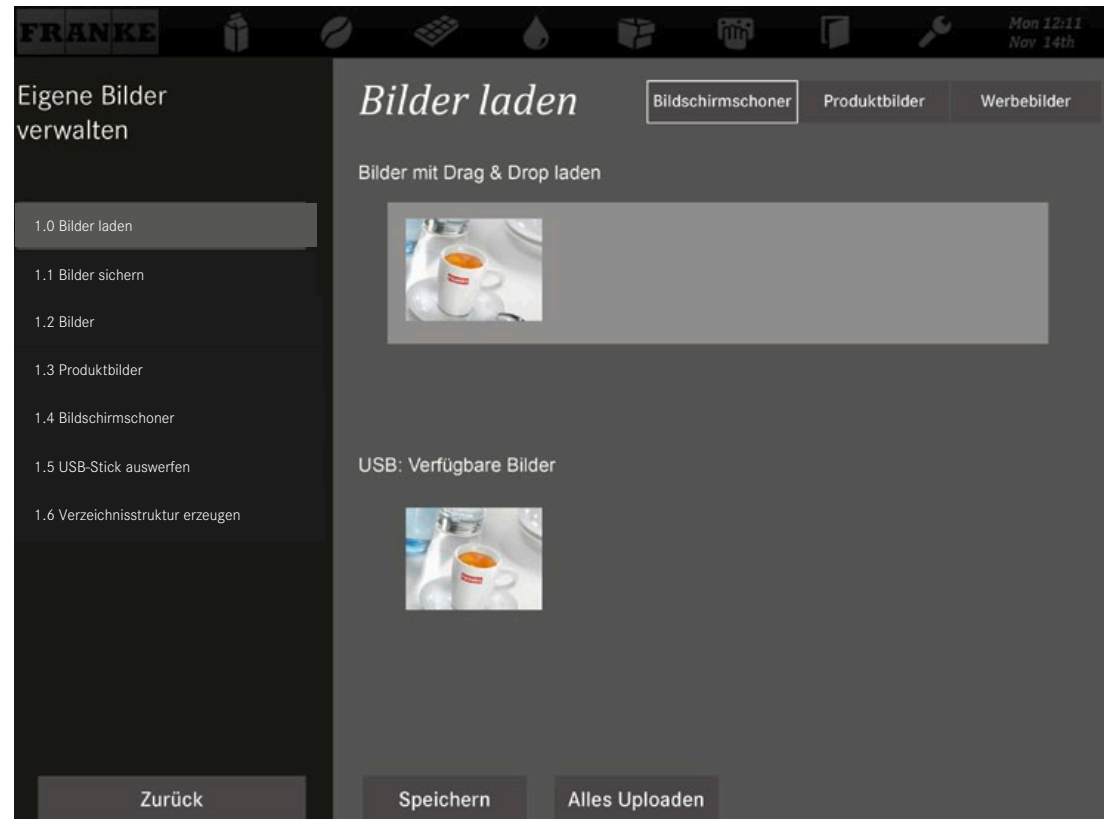 FRANKE
Mon 12:11
Nov 14th
Eigene Bilder
verwalten
1.0 Bilder laden
1.1 Bilder sichern
1.2 Bilder
1.3 Produktbilder
1.4 Bildschirmschoner
1.5 USB-Stick auswerfen
1.6 Verzeichnisstruktur erzeugen
Zurück
Bilder laden
Bildschirmschoner
Produktbilder
Werbebilder
Bilder mit Drag & Drop laden
USB: Verfügbare Bilder
Speichern
Alles Uploaden